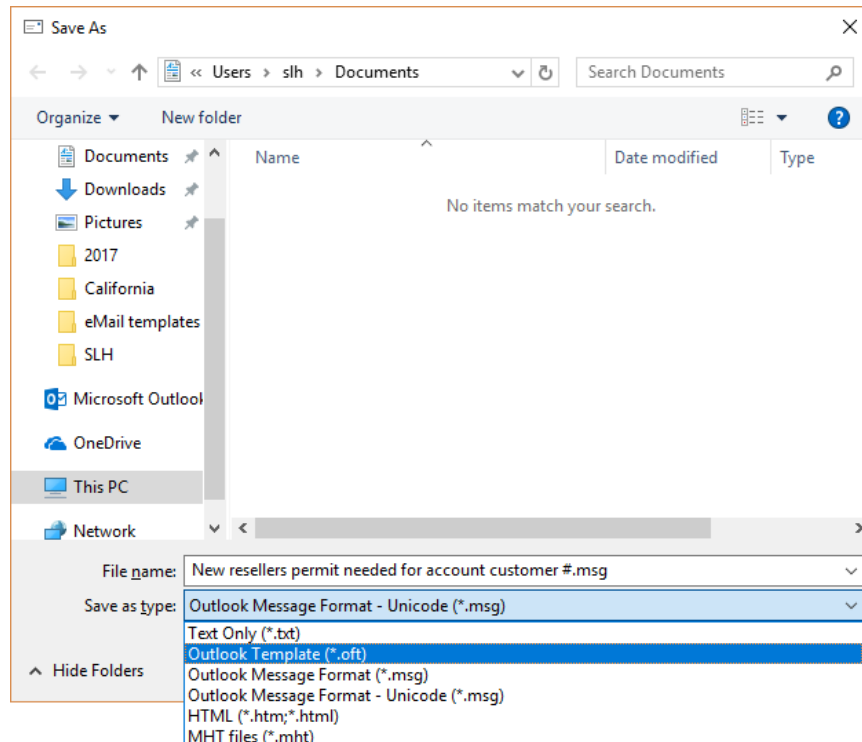 Save As
« Users > slh > Documents
Search Documents
Organize
New folder
Documents
Downloads
Pictures
2017
California
eMail templates
SLH
Microsoft Outlook
OneDrive
This PC
Network
Name
Date modified
Type
No items match your search.
File name: New resellers permit needed for account customer #.msg
Save as type: Outlook Message Format - Unicode (*.msg)
Text Only (*.txt)
Outlook Template (*.oft)
Outlook Message Format (*.msg)
Outlook Message Format - Unicode (*.msg)
HTML (*.htm;*.html)
MHT files (*.mht)
Hide Folders